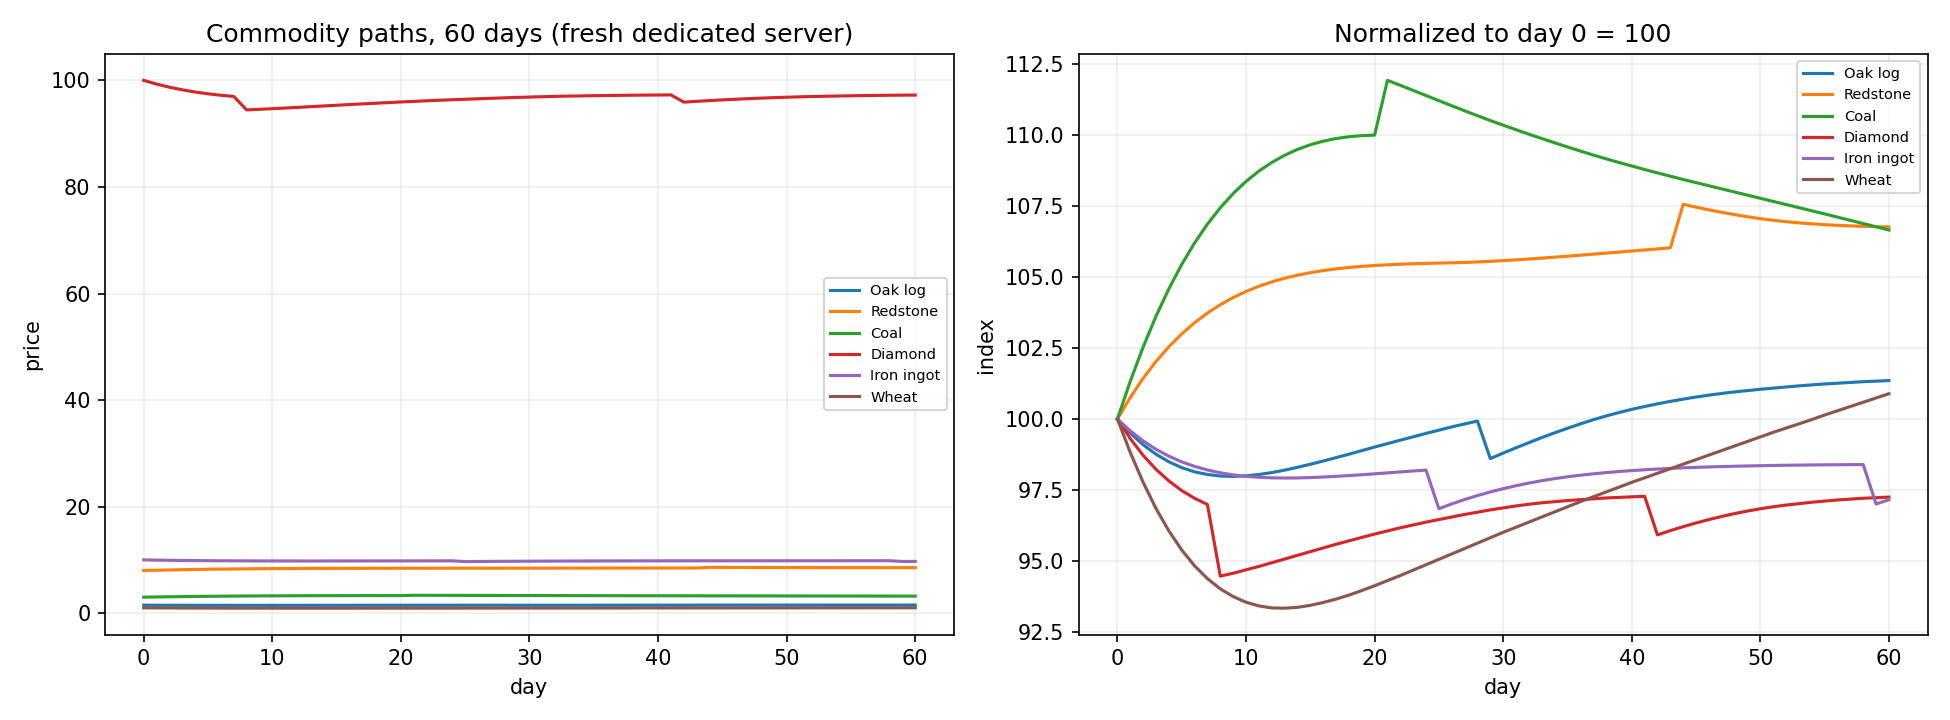 Commodity paths, 60 days (fresh dedicated server)
price
100
80
60
40
20
0
0 10 20 30 40 50 60
day
Oak log
Redstone
Coal
Diamond
Iron ingot
Wheat
Normalized to day 0 = 100
index
112.5
110.0
107.5
105.0
102.5
100.0
97.5
95.0
92.5
0 10 20 30 40 50 60
day
Oak log
Redstone
Coal
Diamond
Iron ingot
Wheat